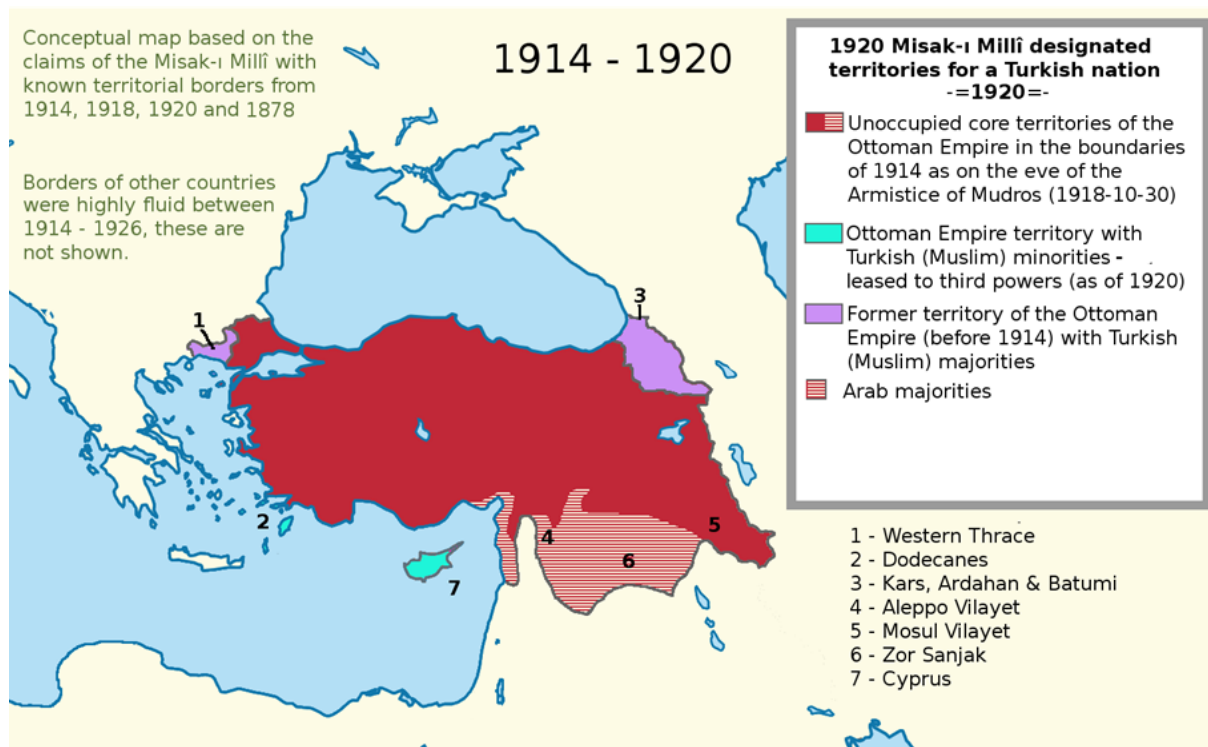 Conceptual map based on the
claims of the Misak-ı Millî with
known territorial borders from
1914, 1918, 1920 and 1878
Borders of other countries
were highly fluid between
1914 - 1926, these are
not shown.
1914 - 1920
1920 Misak-ı Millî designated
territories for a Turkish nation
-=1920=-
Unoccupied core territories of the
Ottoman Empire in the boundaries
of 1914 as on the eve of the
Armistice of Mudros (1918-10-30)
Ottoman Empire territory with
Turkish (Muslim) minorities -
leased to third powers (as of 1920)
Former territory of the Ottoman
Empire (before 1914) with Turkish
(Muslim) majorities
Arab majorities
1
3
2
4
5
6
7
1 - Western Thrace
2 - Dodecanes
3 - Kars, Ardahan & Batumi
4 - Aleppo Vilayet
5 - Mosul Vilayet
6 - Zor Sanjak
7 - Cyprus